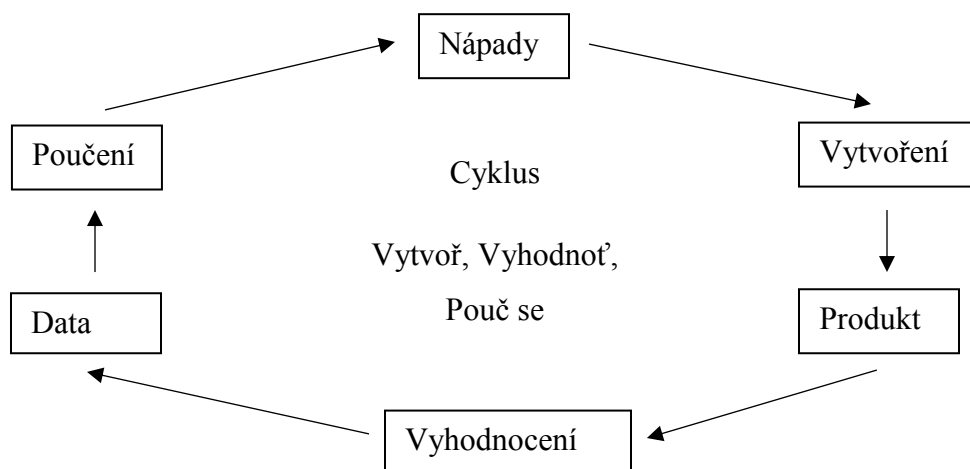 Nápady
Poučení
Vytvoření
Cyklus
Vytvoř, Vyhodnoť,
Pouč se
Data
Produkt
Vyhodnocení